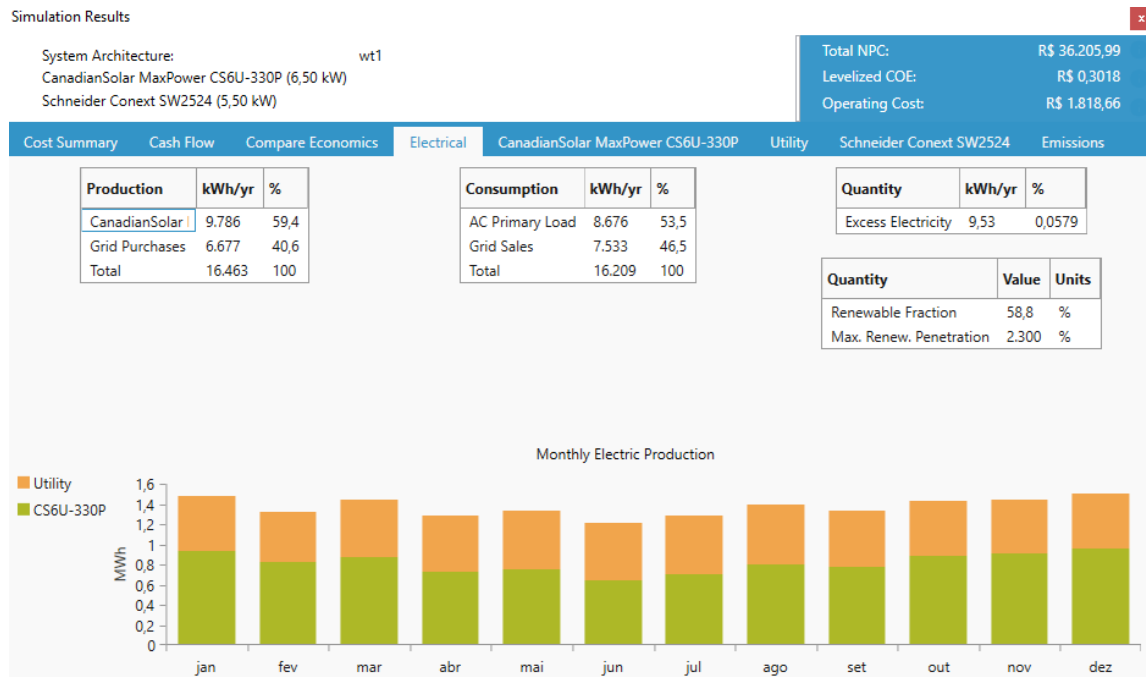 Simulation Results
x
System Architecture: wt1
CanadianSolar MaxPower CS6U-330P (6,50 kW)
Schneider Conext SW2524 (5,50 kW)
Total NPC: R$ 36.205,99
Levelized COE: R$ 0,3018
Operating Cost: R$ 1.818,66
Cost Summary Cash Flow Compare Economics Electrical CanadianSolar MaxPower CS6U-330P Utility Schneider Conext SW2524 Emissions
Production kWh/yr %
CanadianSolar 9.786 59,4
Grid Purchases 6.677 40,6
Total 16.463 100
Consumption kWh/yr %
AC Primary Load 8.676 53,5
Grid Sales 7.533 46,5
Total 16.209 100
Quantity kWh/yr %
Excess Electricity 9,53 0,0579
Quantity Value Units
Renewable Fraction 58,8 %
Max. Renew. Penetration 2.300 %
Monthly Electric Production
Utility
CS6U-330P
MWh
1,6
1,4
1,2
1
0,8
0,6
0,4
0,2
0
jan fev mar abr mai jun jul ago set out nov dez